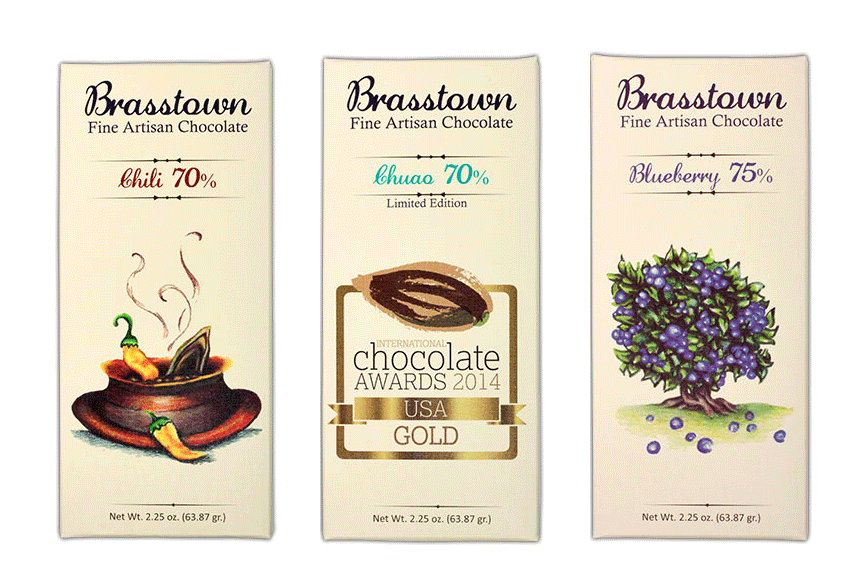 Brasstown
Fine Artisan Chocolate
Chili 70%
Net Wt. 2.25 oz. (63.87 gr.)
Brasstown
Fine Artisan Chocolate
Chuao 70%
Limited Edition
INTERNATIONAL
chocolate
AWARDS 2014
USA
GOLD
Net Wt. 2.25 oz. (63.87 gr.)
Brasstown
Fine Artisan Chocolate
Blueberry 75%
Net Wt. 2.25 oz. (63.87 gr.)